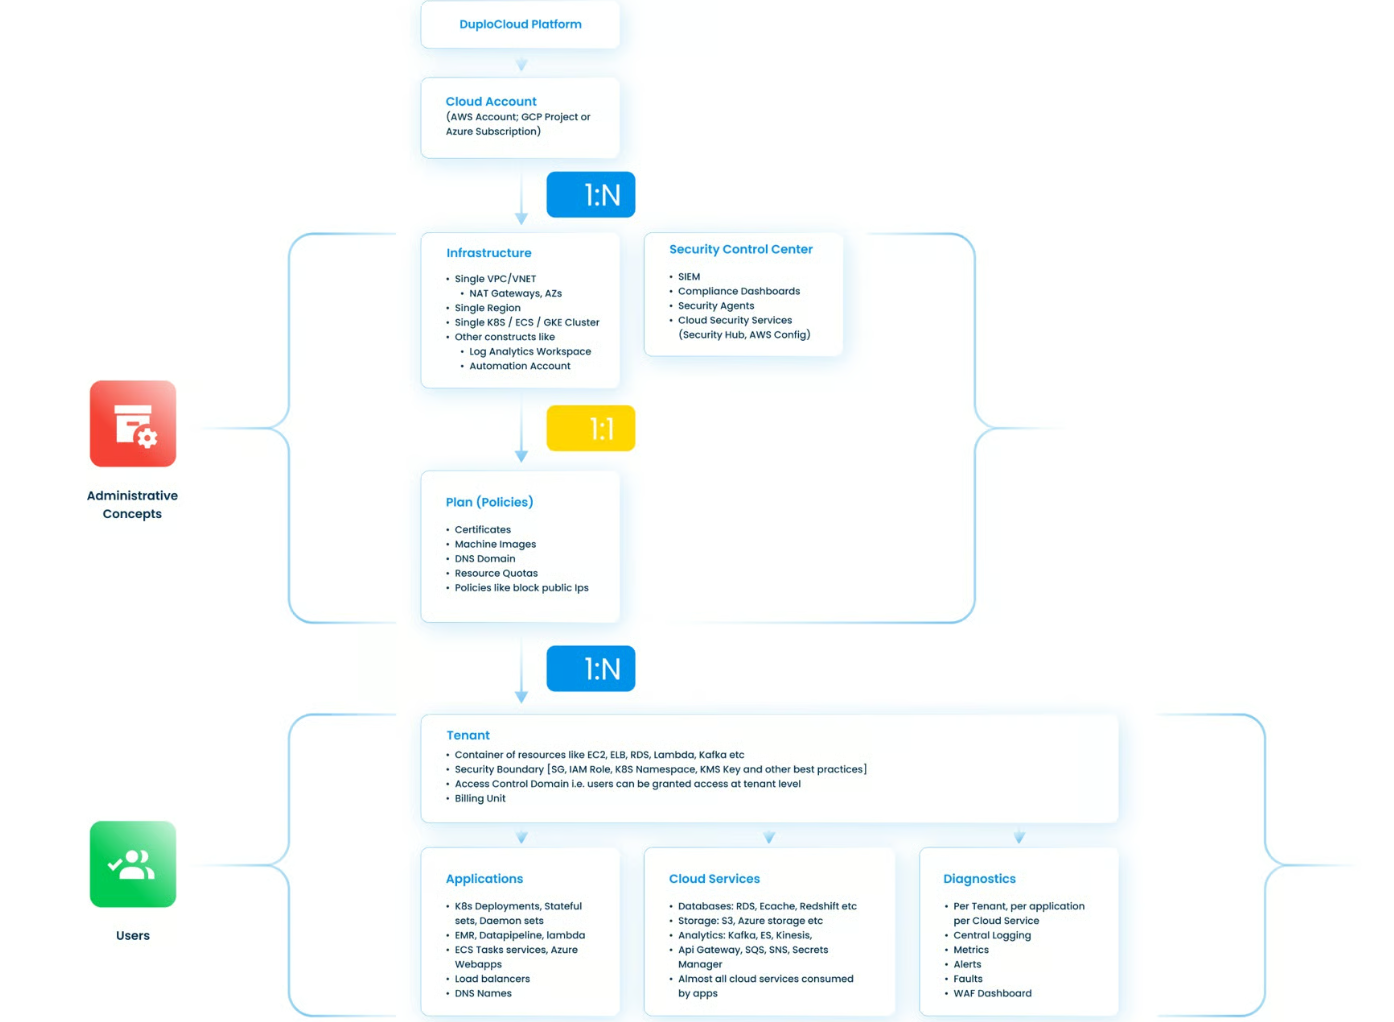 DuploCloud Platform
Cloud Account
(AWS Account; GCP Project or
Azure Subscription)
1:N
Infrastructure
• Single VPC/VNET
• NAT Gateways, AZs
• Single Region
• Single K8S / ECS / GKE Cluster
• Other constructs like
• Log Analytics Workspace
• Automation Account
Security Control Center
• SIEM
• Compliance Dashboards
• Security Agents
• Cloud Security Services
(Security Hub, AWS Config)
1:1
Administrative
Concepts
Plan (Policies)
• Certificates
• Machine Images
• DNS Domain
• Resource Quotas
• Policies like block public Ips
1:N
Tenant
• Container of resources like EC2, ELB, RDS, Lambda, Kafka etc
• Security Boundary [SG, IAM Role, K8S Namespace, KMS Key and other best practices]
• Access Control Domain i.e. users can be granted access at tenant level
• Billing Unit
Users
Applications
• K8s Deployments, Stateful
sets, Daemon sets
• EMR, Datapipeline, lambda
• ECS Tasks services, Azure
Webapps
• Load balancers
• DNS Names
Cloud Services
• Databases: RDS, Ecache, Redshift etc
• Storage: S3, Azure storage etc
• Analytics: Kafka, ES, Kinesis,
• Api Gateway, SQS, SNS, Secrets
Manager
• Almost all cloud services consumed
by apps
Diagnostics
• Per Tenant, per application
per Cloud Service
• Central Logging
• Metrics
• Alerts
• Faults
• WAF Dashboard